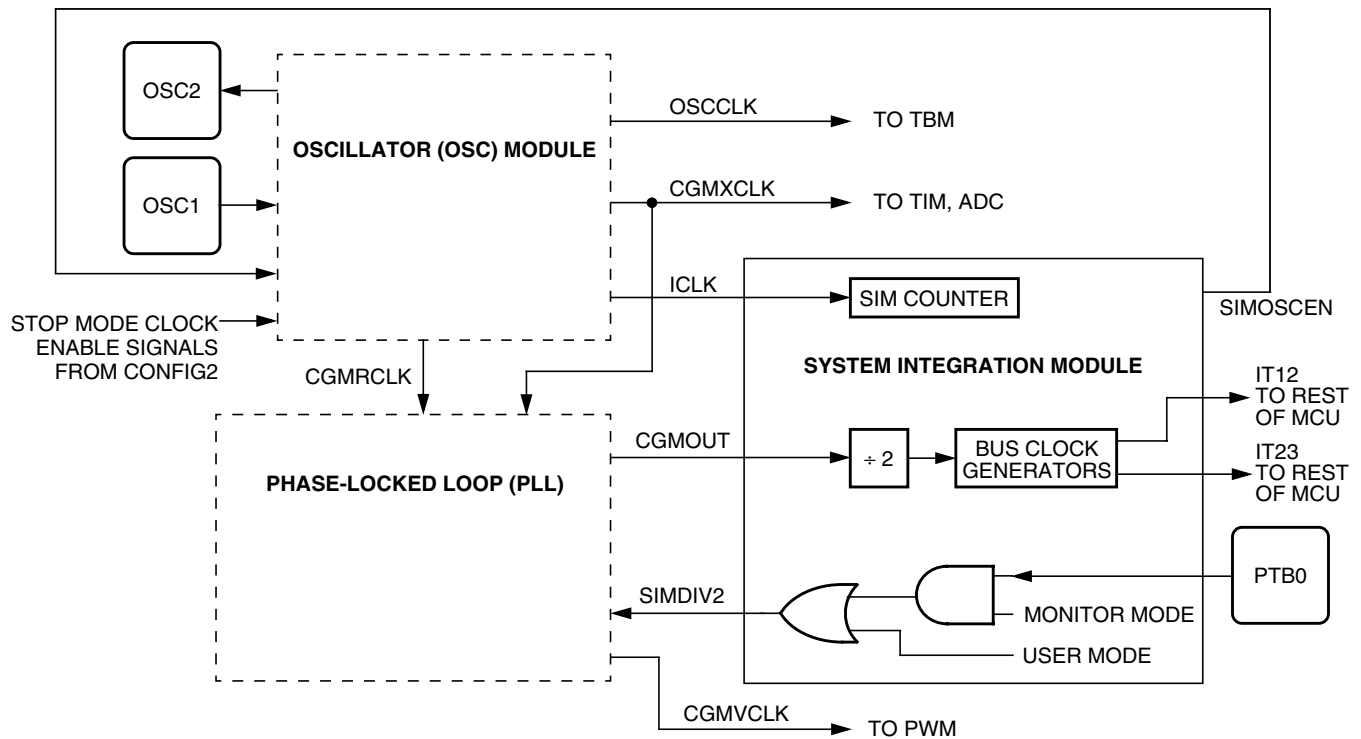 OSC2
OSCCLK
TO TBM
OSCILLATOR (OSC) MODULE
OSC1
CGMXCLK
TO TIM, ADC
ICLK
SIM COUNTER
SIMOSCEN
STOP MODE CLOCK
ENABLE SIGNALS
FROM CONFIG2
CGMRCLK
SYSTEM INTEGRATION MODULE
IT12
TO REST
OF MCU
CGMOUT
÷ 2
BUS CLOCK
GENERATORS
IT23
TO REST
OF MCU
PHASE-LOCKED LOOP (PLL)
PTB0
SIMDIV2
MONITOR MODE
USER MODE
CGMVCLK
TO PWM